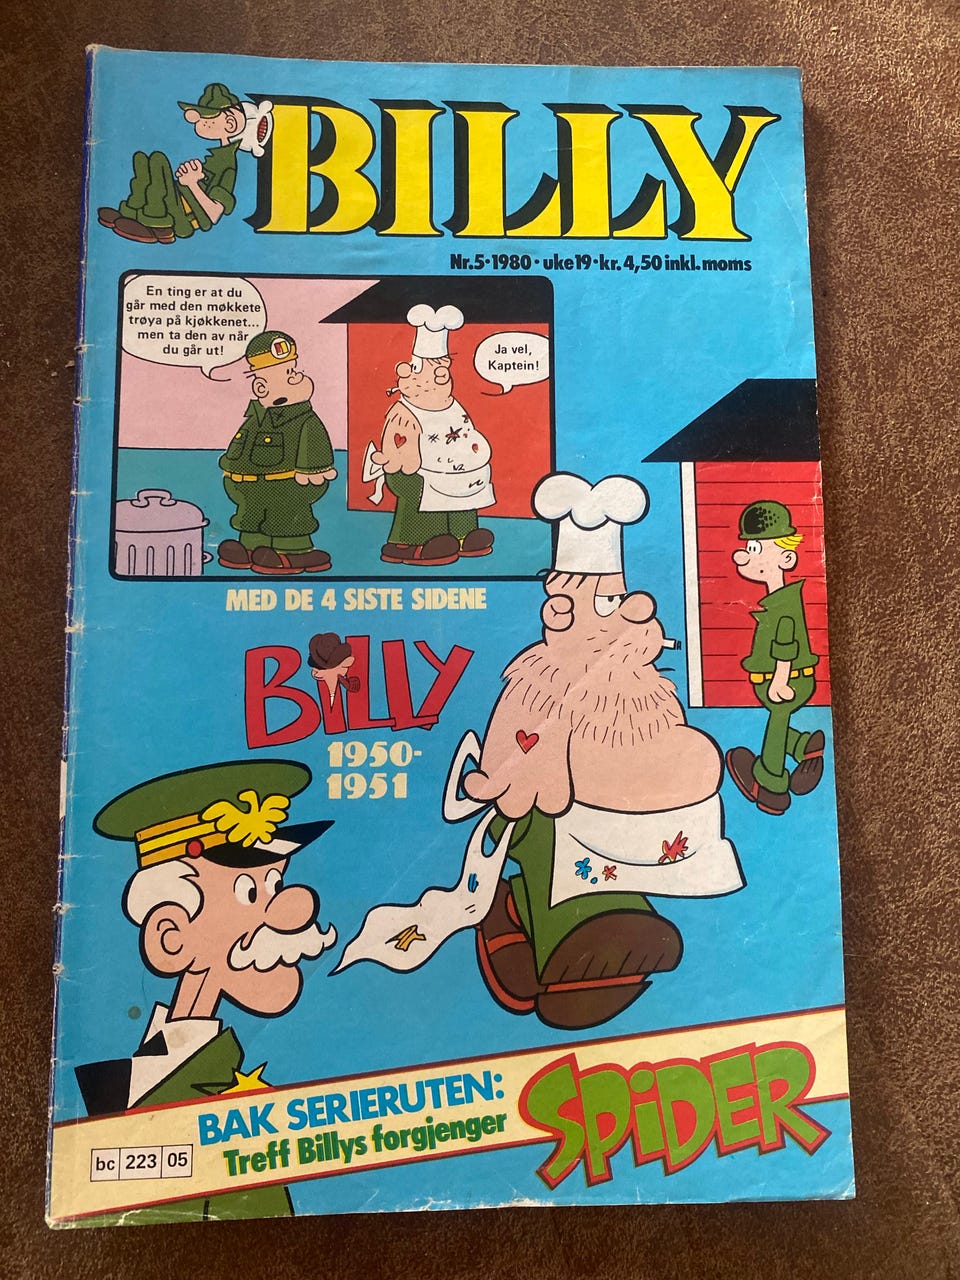 BILLY
Nr.5·1980·uke19·kr.4,50 inkl.moms
En ting er at du
går med den møkkete
trøya på kjøkkenet...
men ta den av når
du går ut!
Ja vel,
Kaptein!
MED DE 4 SISTE SIDENE
BiLLY
1950-
1951
BAK SERIERUTEN:
Treff Billys forgjenger
SPiDER
bc 223 05